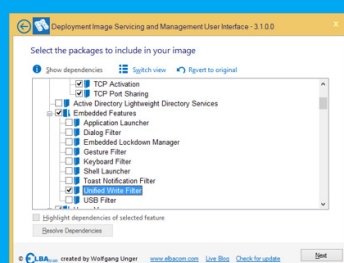 Deployment Image Servicing and Management User Interface - 3.1.0.0
x
Select the packages to include in your image
Show dependencies Switch view Revert to original
TCP Activation
TCP Port Sharing
Active Directory Lightweight Directory Services
Embedded Features
Application Launcher
Dialog Filter
Embedded Lockdown Manager
Gesture Filter
Keyboard Filter
Shell Launcher
Toast Notification Filter
Unified Write Filter
USB Filter
Highlight dependencies of selected feature
Resolve Dependencies
© ELBA created by Wolfgang Unger www.elbacom.com Live Blog Check for update
Next